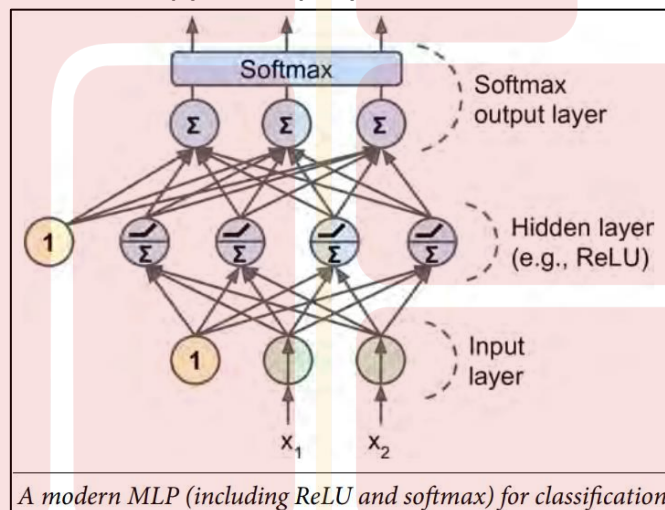 Softmax
Softmax
output layer
Σ Σ Σ
1
Σ Σ Σ Σ
Hidden layer
(e.g., ReLU)
1
Input
layer
x₁ x₂
A modern MLP (including ReLU and softmax) for classification